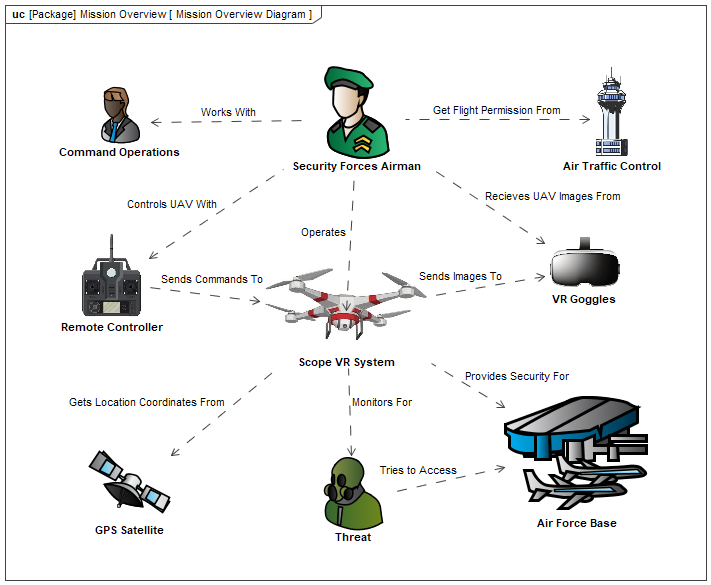 uc [Package] Mission Overview [ Mission Overview Diagram ]
Works With
Get Flight Permission From
Command Operations
Security Forces Airman
Air Traffic Control
Controls UAV With
Recieves UAV Images From
Operates
Sends Commands To
Sends Images To
Remote Controller
VR Goggles
Scope VR System
Provides Security For
Gets Location Coordinates From
Monitors For
Tries to Access
GPS Satellite
Threat
Air Force Base